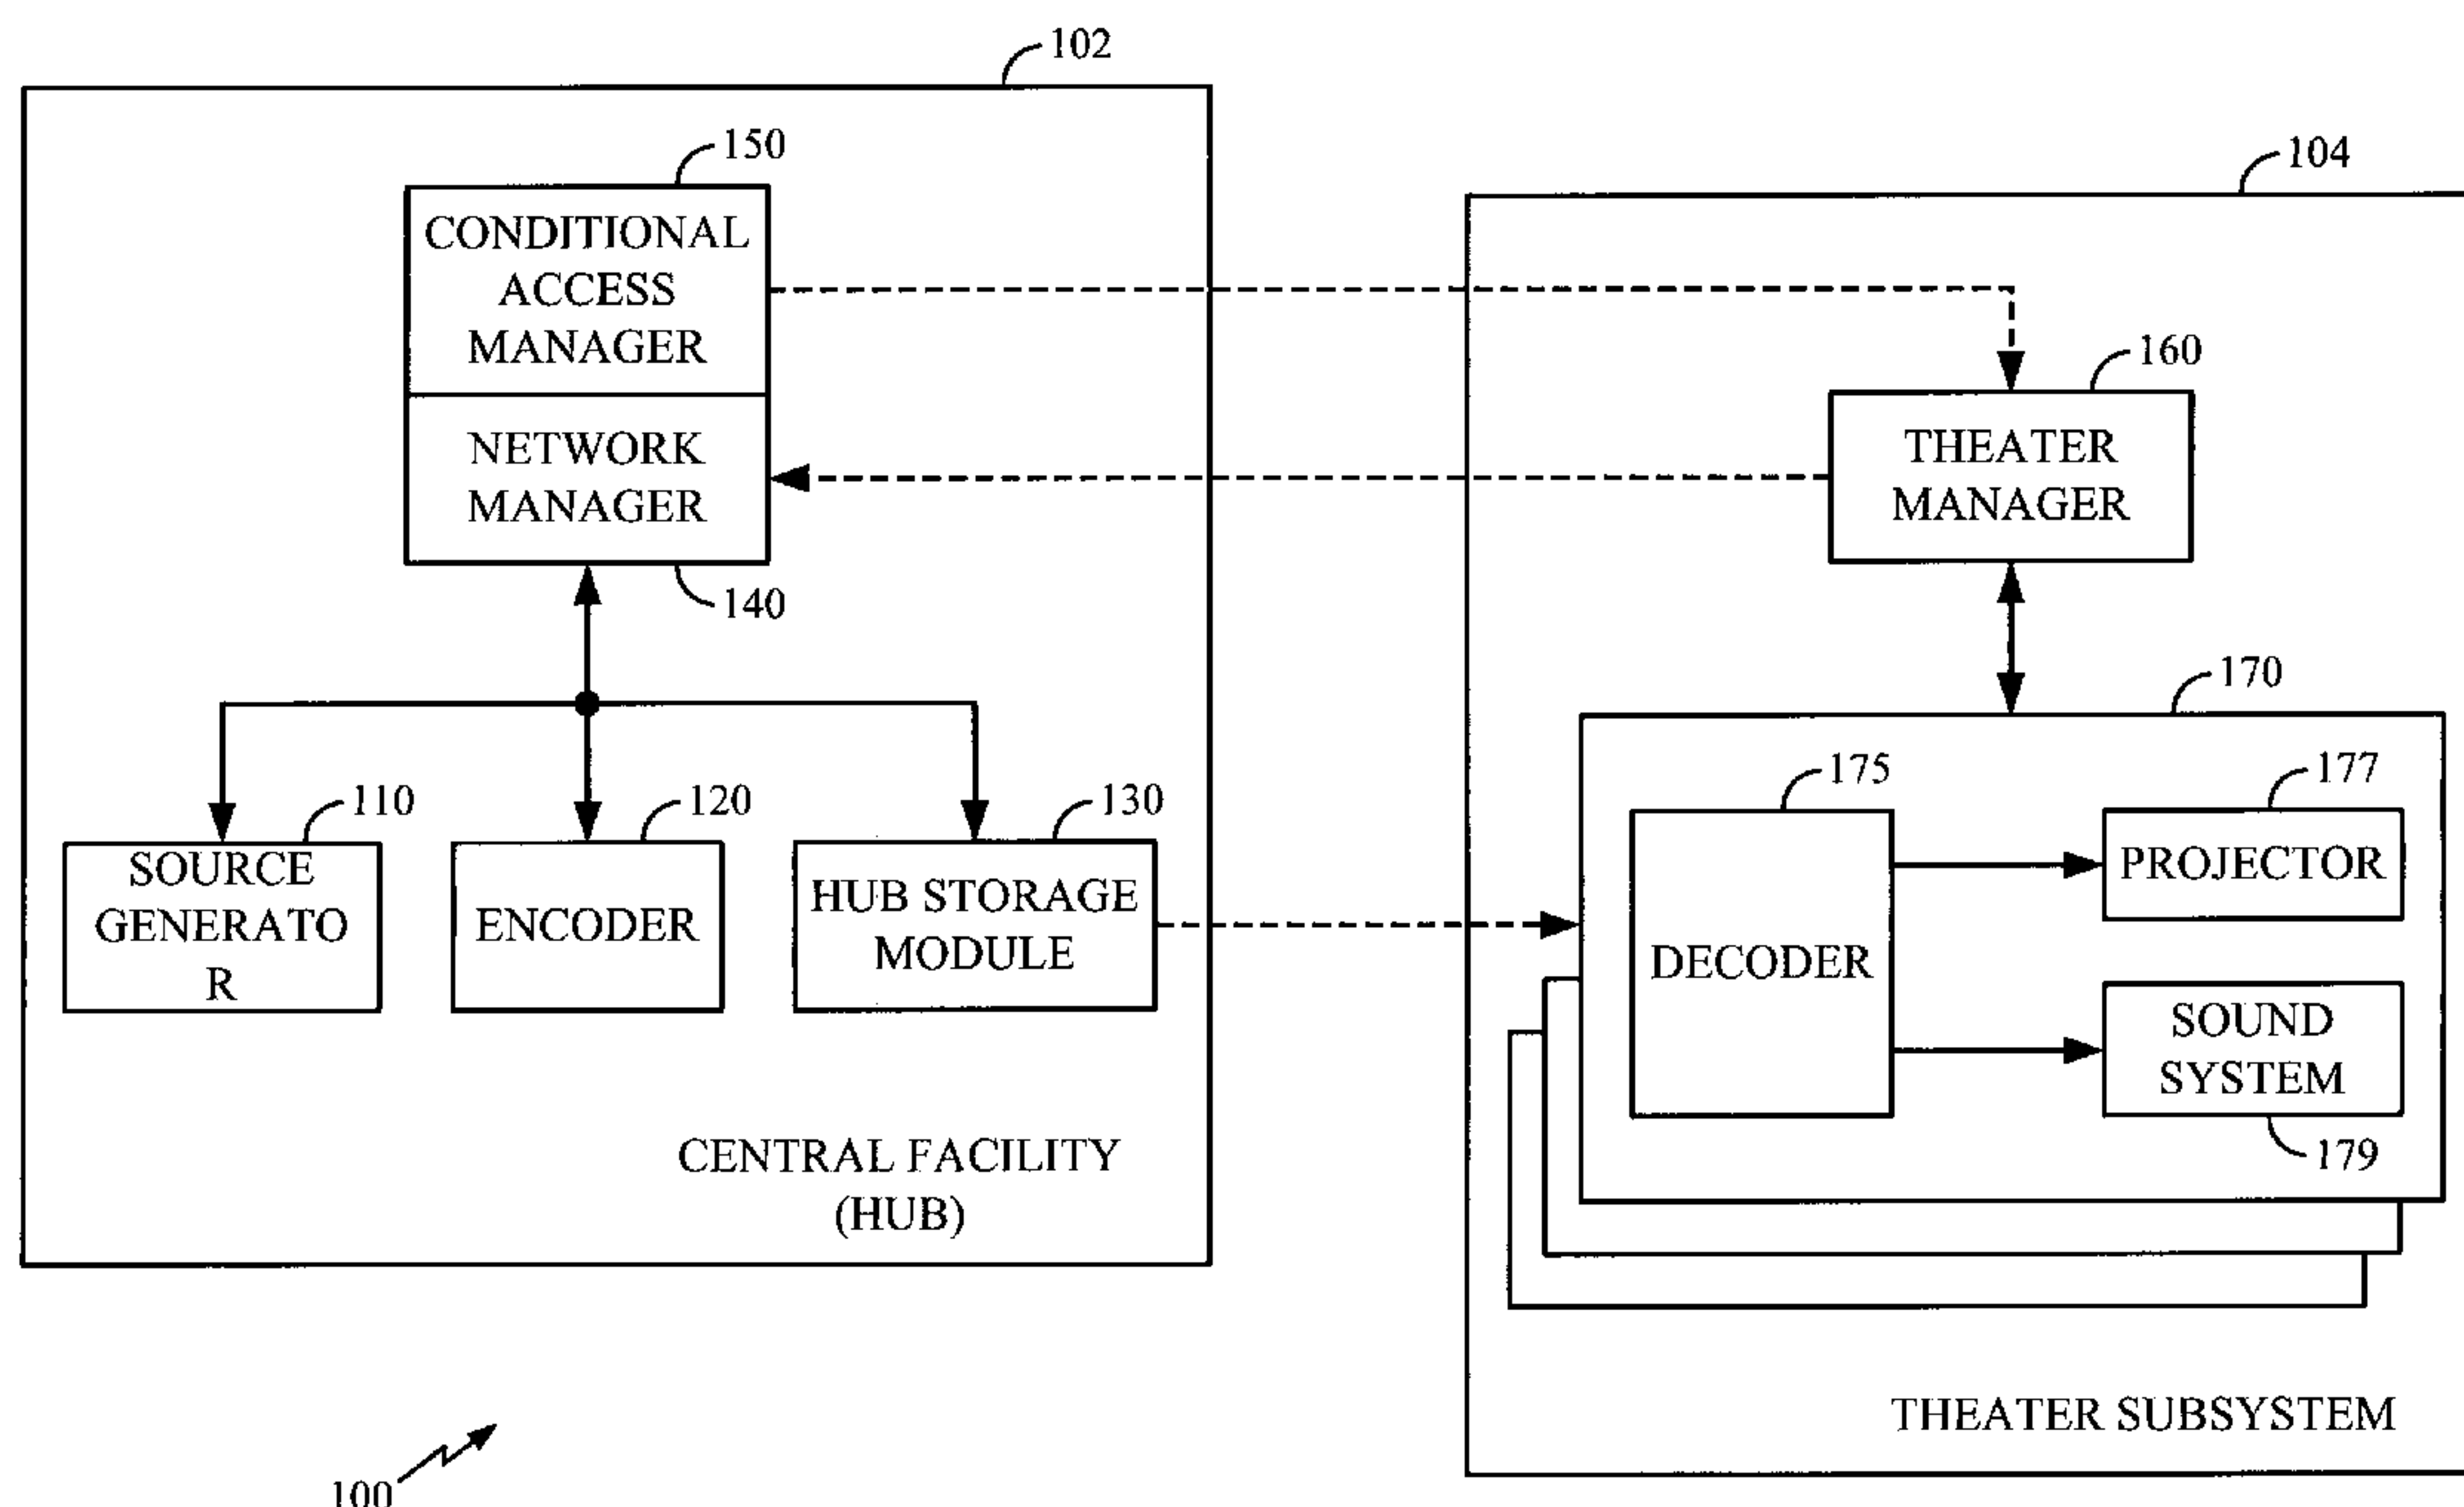 102
150
104
CONDITIONAL
ACCESS
MANAGER
160
NETWORK
MANAGER
THEATER
MANAGER
140
170
175
177
110
120
130
SOURCE
GENERATO
R
ENCODER
HUB STORAGE
MODULE
DECODER
PROJECTOR
SOUND
SYSTEM
179
CENTRAL FACILITY
(HUB)
THEATER SUBSYSTEM
100